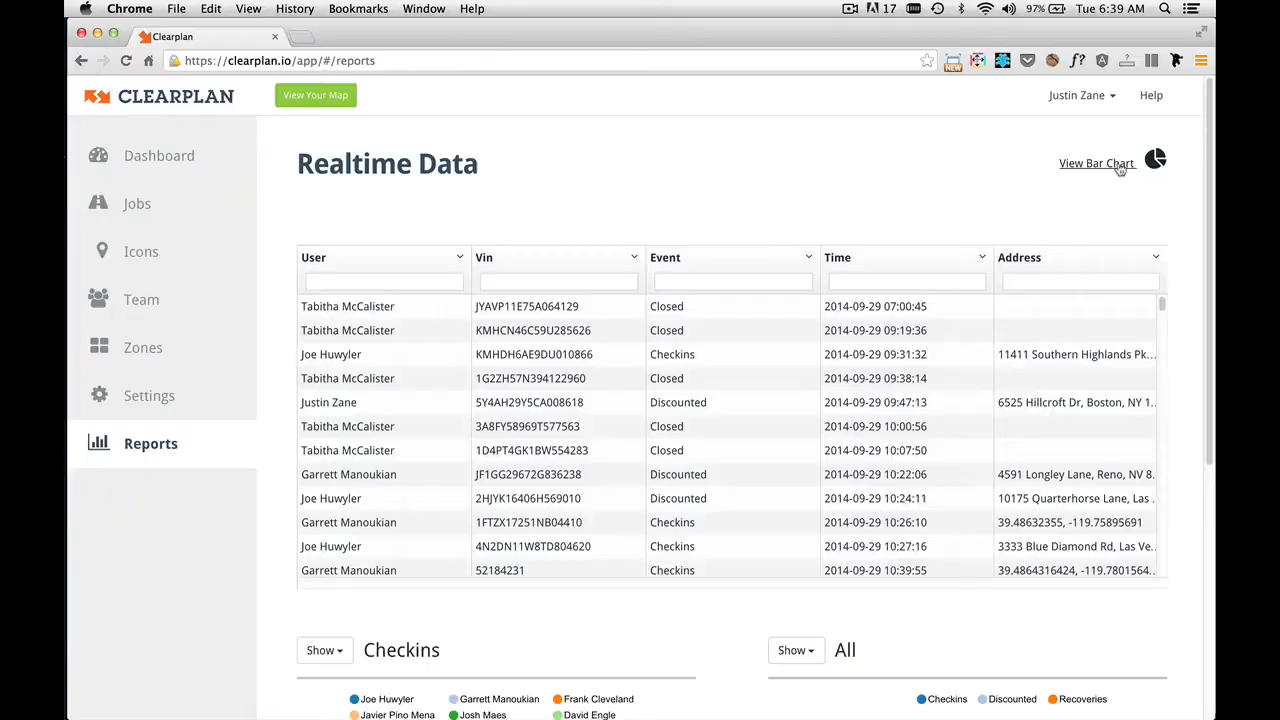 Chrome File Edit View History Bookmarks Window Help 17 97% Tue 6:39 AM
Clearplan
https://clearplan.io/app/#/reports NEW f?
CLEARPLAN View Your Map Justin Zane Help
Dashboard
Jobs
Icons
Team
Zones
Settings
Reports
Realtime Data View Bar Chart
User Vin Event Time Address
Tabitha McCalister JYAVP11E75A064129 Closed 2014-09-29 07:00:45
Tabitha McCalister KMHCN46C59U285626 Closed 2014-09-29 09:19:36
Joe Huwyler KMHDH6AE9DU010866 Checkins 2014-09-29 09:31:32 11411 Southern Highlands Pk...
Tabitha McCalister 1G2ZH57N394122960 Closed 2014-09-29 09:38:14
Justin Zane 5Y4AH29Y5CA008618 Discounted 2014-09-29 09:47:13 6525 Hillcroft Dr, Boston, NY 1...
Tabitha McCalister 3A8FY58969T577563 Closed 2014-09-29 10:00:56
Tabitha McCalister 1D4PT4GK1BW554283 Closed 2014-09-29 10:07:50
Garrett Manoukian JF1GG29672G836238 Discounted 2014-09-29 10:22:06 4591 Longley Lane, Reno, NV 8...
Joe Huwyler 2HJYK16406H569010 Discounted 2014-09-29 10:24:11 10175 Quarterhorse Lane, Las ...
Garrett Manoukian 1FTZX17251NB04410 Checkins 2014-09-29 10:26:10 39.48632355, -119.75895691
Joe Huwyler 4N2DN11W8TD804620 Checkins 2014-09-29 10:27:16 3333 Blue Diamond Rd, Las Ve...
Garrett Manoukian 52184231 Checkins 2014-09-29 10:39:55 39.4864316424, -119.7801564...
Show Checkins Show All
Joe Huwyler Garrett Manoukian Frank Cleveland Checkins Discounted Recoveries
Javier Pino Mena Josh Maes David Engle